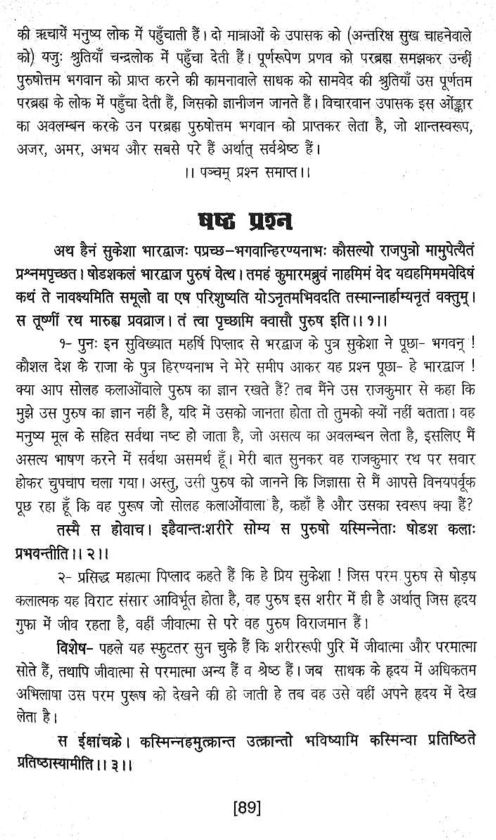 की ऋचायें मनुष्य लोक में पहुँचाती हैं। दो मात्राओं के उपासक को (अन्तरिक्ष सुख चाहनेवाले
को) यजुः श्रुतियाँ चन्द्रलोक में पहुँचा देती हैं। पूर्णरूपेण प्रणव को परब्रह्म समझकर उन्हीं
पुरुषोत्तम भगवान को प्राप्त करने की कामनावाले साधक को सामवेद की श्रुतियाँ उस पूर्णतम
परब्रह्म के लोक में पहुँचा देती हैं, जिसको ज्ञानीजन जानते हैं। विचारवान उपासक इस ओंङ्कार
का अवलम्बन करके उन परब्रह्म पुरुषोत्तम भगवान को प्राप्तकर लेता है, जो शान्तस्वरूप,
अजर, अमर, अभय और सबसे परे हैं अर्थात् सर्वश्रेष्ठ हैं।
।। पञ्चम् प्रश्न समाप्त।।
षष्ठ प्रश्न
अथ हैनं सुकेशा भारद्वाजः पप्रच्छ–भगवान्हिरण्यनाभः कौसल्यो राजपुत्रो मामुपेत्यैतं
प्रश्नमपृच्छत। षोडशकलं भारद्वाज पुरुषं वेत्थ। तमहं कुमारमब्रुवं नाहमिमं वेद यद्यहमिममवेदिषं
कथं ते नावक्ष्यमिति समूलो वा एष परिशुष्यति योऽनृतमभिवदति तस्मान्नार्हाम्यनृतं वक्तुम्।
स तूष्णीं रथ मारुह्य प्रवव्राज। तं त्वा पृच्छामि क्वासौ पुरुष इति।।१।।
१- पुनः इन सुविख्यात महर्षि पिप्लाद से भरद्वाज के पुत्र सुकेशा ने पूछा- भगवन् !
कौशल देश के राजा के पुत्र हिरण्यनाभ ने मेरे समीप आकर यह प्रश्न पूछा- हे भारद्वाज !
क्या आप सोलह कलाओंवाले पुरुष का ज्ञान रखते हैं? तब मैंने उस राजकुमार से कहा कि
मुझे उस पुरुष का ज्ञान नहीं है, यदि में उसको जानता होता तो तुमको क्यों नहीं बताता। वह
मनुष्य मूल के सहित सर्वथा नष्ट हो जाता है, जो असत्य का अवलम्बन लेता है, इसलिए मैं
असत्य भाषण करने में सर्वथा असमर्थ हूँ। मेरी बात सुनकर वह राजकुमार रथ पर सवार
होकर चुपचाप चला गया। अस्तु, उसी पुरुष को जानने कि जिज्ञासा से मैं आपसे विनयपर्वूक
पूछ रहा हूँ कि वह पुरूष जो सोलह कलाओंवाला है, कहाँ है और उसका स्वरूप क्या हैं?
तस्मै स होवाच। इहैवान्तःशरीरे सोम्य स पुरुषो यस्मिन्नेताः षोडश कलाः
प्रभवन्तीति।।२।।
२- प्रसिद्ध महात्मा पिप्लाद कहते हैं कि हे प्रिय सुकेशा ! जिस परम पुरुष से षोड़ष
कलात्मक यह विराट संसार आविर्भूत होता है, वह पुरुष इस शरीर में ही है अर्थात् जिस हृदय
गुफा में जीव रहता है, वहीं जीवात्मा से परे वह पुरुष विराजमान हैं।
विशेष- पहले यह स्फुटतर सुन चुके हैं कि शरीररूपी पुरि में जीवात्मा और परमात्मा
सोते हैं, तथापि जीवात्मा से परमात्मा अन्य हैं व श्रेष्ठ हैं। जब साधक के हृदय में अधिकतम
अभिलाषा उस परम पुरूष को देखने की हो जाती हे तब वह उसे वहीं अपने हृदय में देख
लेता है।
स ईक्षांचक्रे। कस्मिन्नहमुत्क्रान्त उत्क्रान्तो भविष्यामि कस्मिन्वा प्रतिष्ठिते
प्रतिष्ठास्यामीति।।३।।
[89]